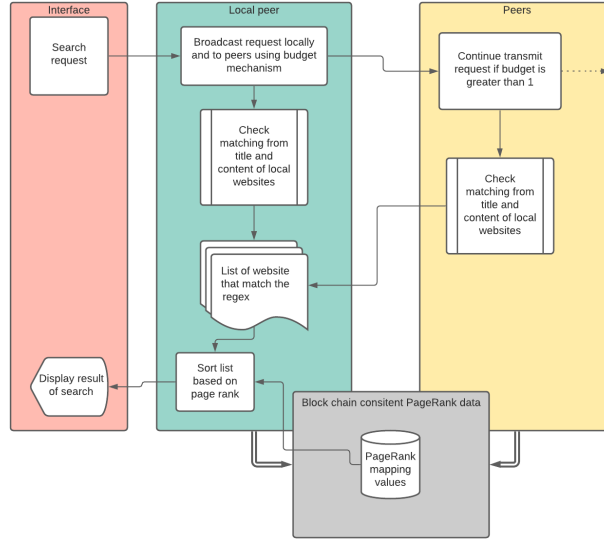 Interface
Local peer
Peers
Search
request
Broadcast request locally
and to peers using budget
mechanism
Continue transmit
request if budget is
greater than 1
Check
matching from
title and
content of local
websites
Check
matching from
title and
content of local
websites
List of website
that match the
regex
Sort list
based on
page rank
Display result
of search
Block chain consitent PageRank data
PageRank
mapping
values